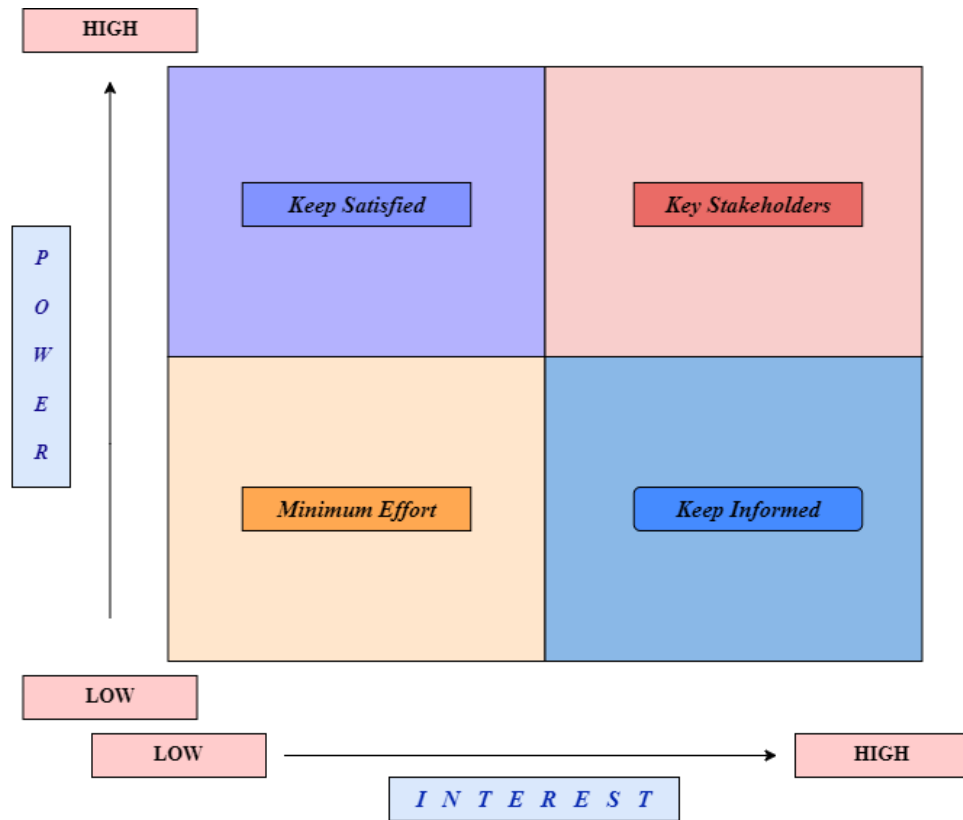 HIGH
Keep Satisfied
Key Stakeholders
P
O
W
E
R
Minimum Effort
Keep Informed
LOW
LOW
HIGH
I N T E R E S T